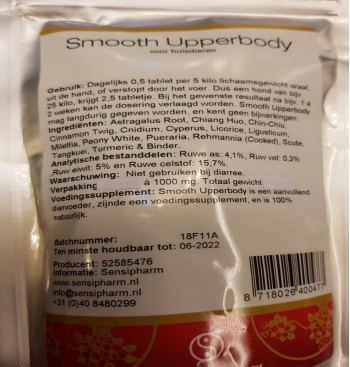 Smooth Upperbody
voor huisdieren
Gebruik: Dagelijks 0,5 tablet per 5 kilo lichaamsgewicht oraal,
uit de hand, of verstopt door het voer. Dus een hond van bijv.
25 kilo, krijgt 2,5 tabletje. Bij het gewenste resultaat na bijv. 1 à
2 weken kan de dosering verlaagd worden. Smooth Upperbody
mag langdurig gegeven worden, en kent geen bijwerkingen.
Ingrediënten: Astragalus Root, Chiang Huo, Chin-Chiu,
Cinnamon Twig, Cnidium, Cyperus, Licorice, Ligusticum,
Milettia, Peony White, Pueraria, Rehmannia (Cooked), Scute,
Tangkuei, Turmeric & Binder.
Analytische bestanddelen: Ruw as: 4,1%, Ruw vet: 0,3%
,Ruw eiwit: 5% en Ruwe celstof: 15,7%.
Waarschuwing: Niet gebruiken bij diarree.
Verpakking à 1000 mg. Totaal gewicht
Voedingssupplement: Smooth Upperbody is een aanvullend
diervoeder, zijnde een voedingssupplement, en is 100%
natuurlijk.
Batchnummer: 18F11A
Ten minste houdbaar tot: 06-2022
Producent: 52585476
Informatie: Sensipharm
www.sensipharm.nl
info@sensipharm.nl
+31 (0)40 8480299
8 718026 400477